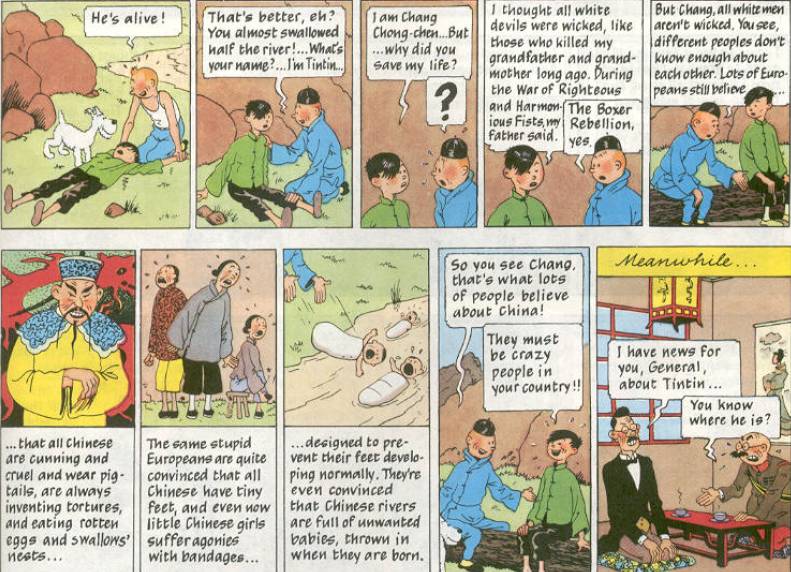 He's alive!
That's better, eh?
You almost swallowed
half the river!...What's
your name?...I'm Tintin...
I am Chang
Chong-chen...But
...why did you
save my life?
?
I thought all white
devils were wicked, like
those who killed my
grandfather and grand-
mother long ago. During
the War of Righteous
and Harmon-
ious Fists, my
father said.
The Boxer
Rebellion,
yes.
But Chang, all white men
aren't wicked. You see,
different peoples don't
know enough about
each other. Lots of Euro-
peans still believe ...
...that all Chinese
are cunning and
cruel and wear pig-
tails, are always
inventing tortures,
and eating rotten
eggs and swallows'
nests...
The same stupid
Europeans are quite
convinced that all
Chinese have tiny
feet, and even now
little Chinese girls
suffer agonies
with bandages...
...designed to pre-
vent their feet develo-
ping normally. They're
even convinced
that Chinese rivers
are full of unwanted
babies, thrown in
when they are born.
So you see Chang,
that's what lots
of people believe
about China!
They must
be crazy
people in
your country!!
Meanwhile...
I have news for
you, General,
about Tintin...
You know
where he is?